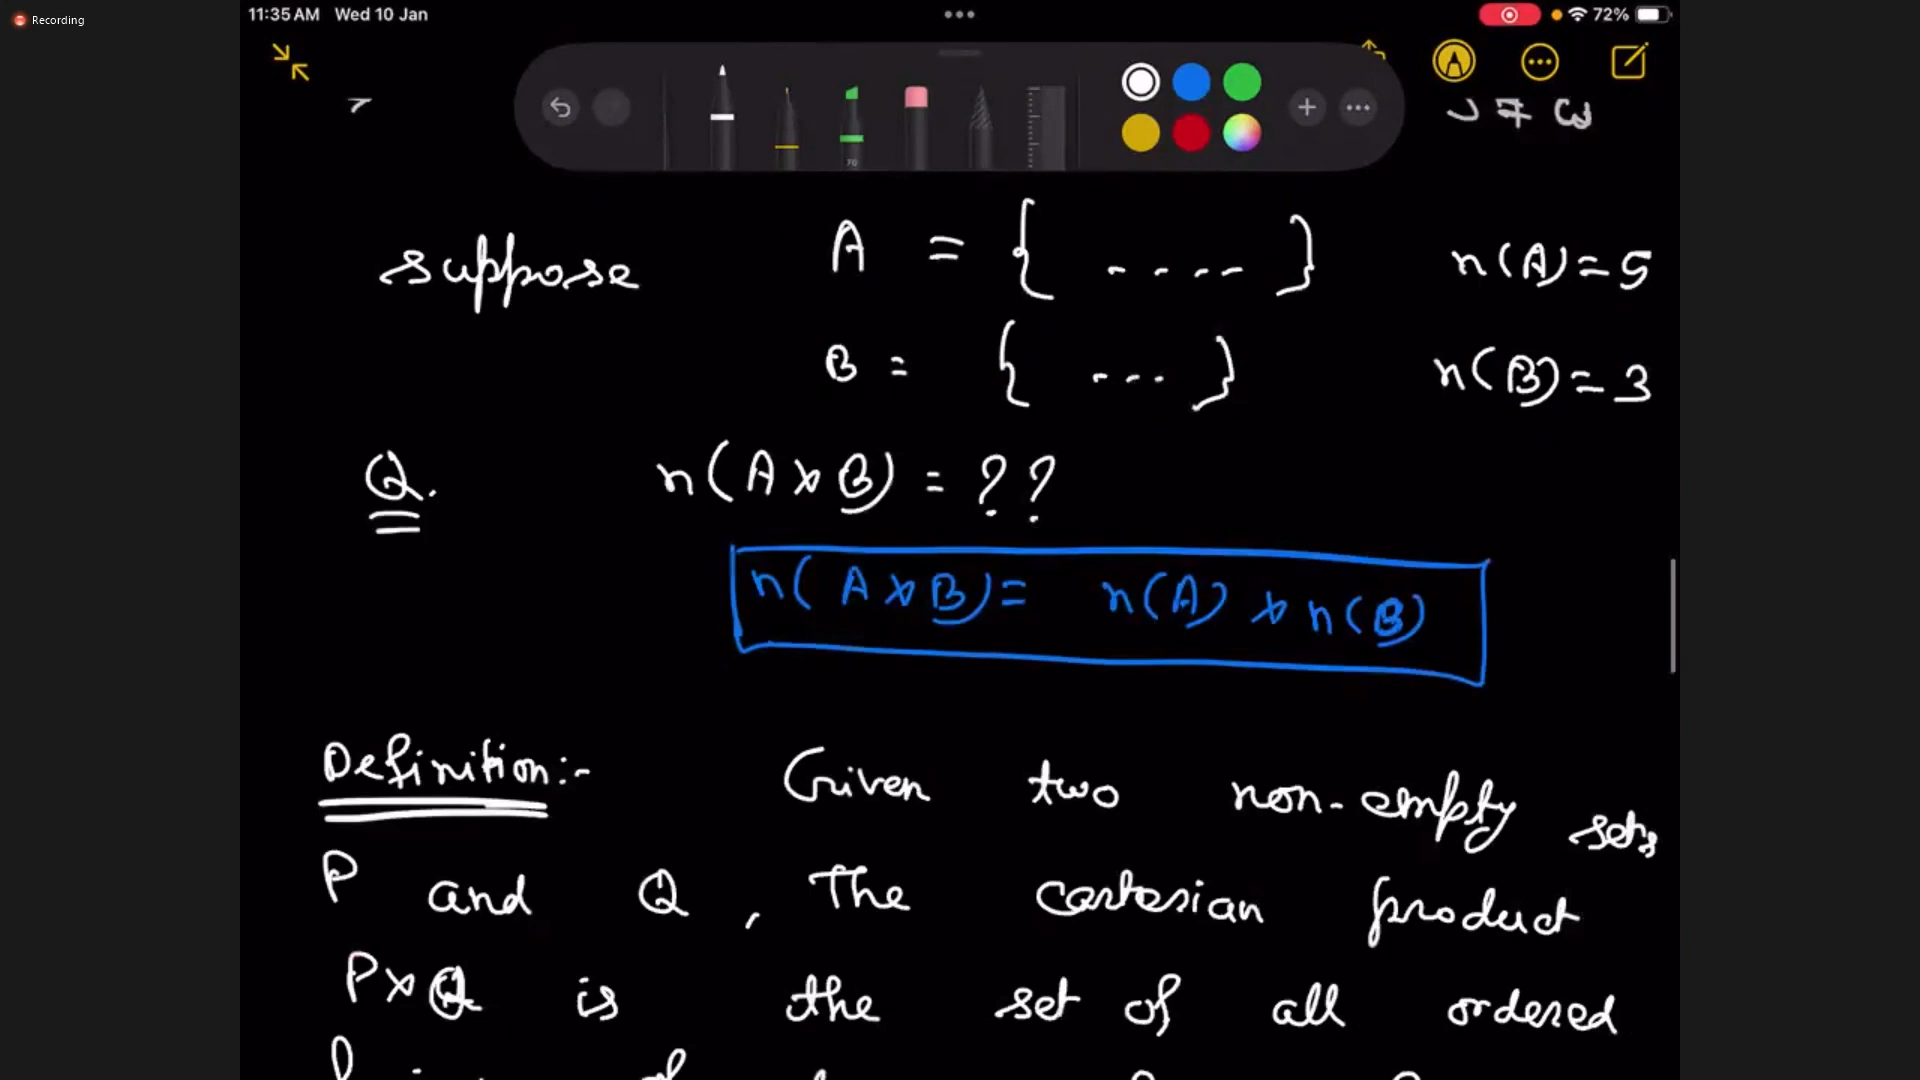 Recording
11:35 AM Wed 10 Jan
72%
70
suppose A = { .... } n(A)=5
B = { ... } n(B)=3
Q. n(A×B) = ??
n(A×B) = n(A) × n(B)
Definition:- Given two non-empty sets
P and Q, The cartesian product
P×Q is the set of all ordered